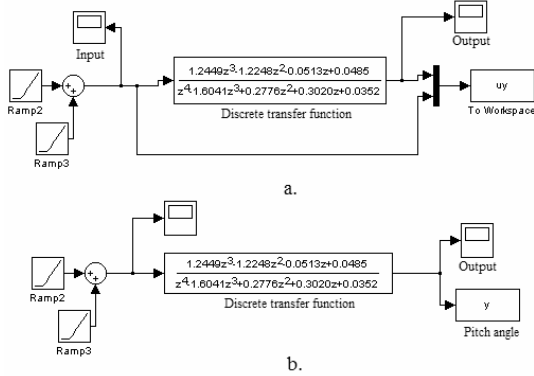 Input
Output
Ramp2
1.2449z3-1.2248z2-0.0513z+0.0485
z4-1.6041z3+0.2776z2+0.3020z+0.0352
uy
Discrete transfer function
To Workspace
Ramp3
a.
1.2449z3-1.2248z2-0.0513z+0.0485
z4-1.6041z3+0.2776z2+0.3020z+0.0352
Output
Ramp2
Discrete transfer function
y
Ramp3
Pitch angle
b.